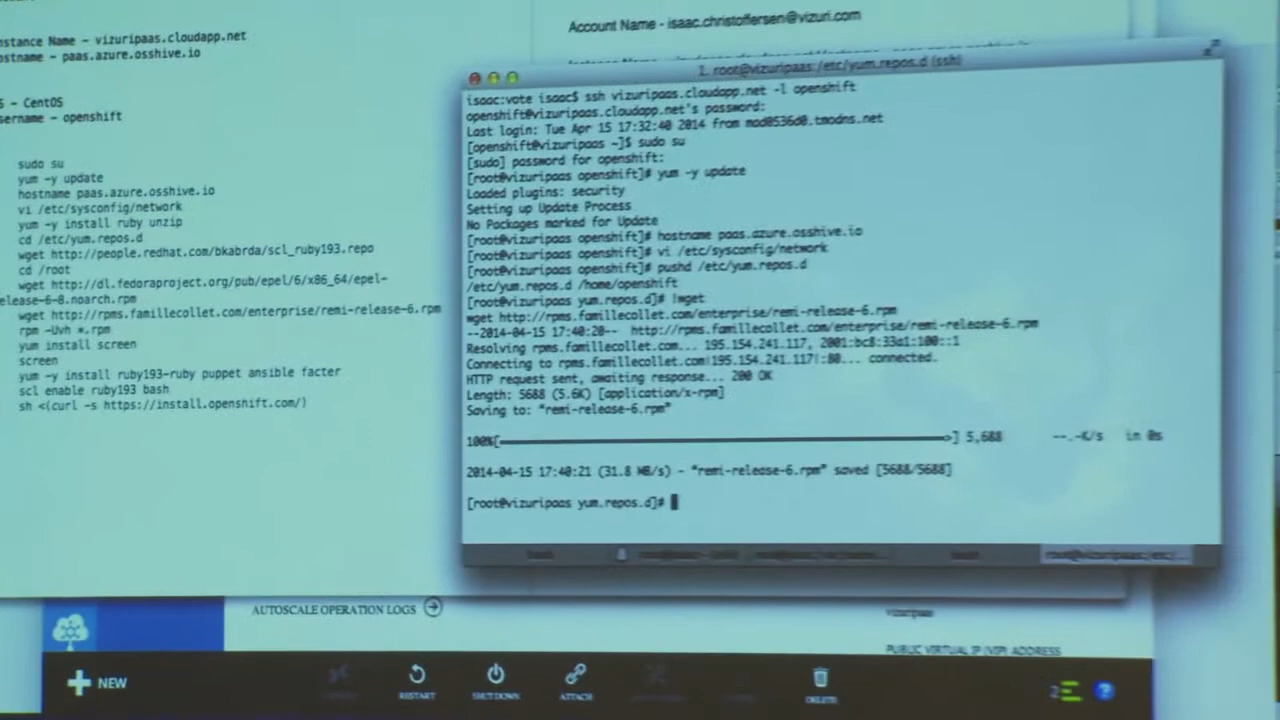 Account Name - isaac.christoffersen@vizuri.com
nstance Name - vizuripaas.cloudapp.net
ostname - paas.azure.osshive.io
S - CentOS
sername - openshift
sudo su
yum -y update
hostname paas.azure.osshive.io
vi /etc/sysconfig/network
yum -y install ruby unzip
cd /etc/yum.repos.d
wget http://people.redhat.com/bkabrda/scl_ruby193.repo
cd /root
wget http://dl.fedoraproject.org/pub/epel/6/x86_64/epel-
elease-6-8.noarch.rpm
wget http://rpms.famillecollet.com/enterprise/remi-release-6.rpm
rpm -Uvh *.rpm
yum install screen
screen
yum -y install ruby193-ruby puppet ansible facter
scl enable ruby193 bash
sh <(curl -s https://install.openshift.com/)
1. root@vizuripaas:/etc/yum.repos.d (ssh)
isaac:vote isaac$ ssh vizuripaas.cloudapp.net -l openshift
openshift@vizuripaas.cloudapp.net's password:
Last login: Tue Apr 15 17:32:40 2014 from mad0536d0.tmodns.net
[openshift@vizuripaas ~]$ sudo su
[sudo] password for openshift:
[root@vizuripaas openshift]# yum -y update
Loaded plugins: security
Setting up Update Process
No Packages marked for Update
[root@vizuripaas openshift]# hostname paas.azure.osshive.io
[root@vizuripaas openshift]# vi /etc/sysconfig/network
[root@vizuripaas openshift]# pushd /etc/yum.repos.d
/etc/yum.repos.d /home/openshift
[root@vizuripaas yum.repos.d]# !wget
wget http://rpms.famillecollet.com/enterprise/remi-release-6.rpm
--2014-04-15 17:40:20-- http://rpms.famillecollet.com/enterprise/remi-release-6.rpm
Resolving rpms.famillecollet.com... 195.154.241.117, 2001:bc8:33a1:100::1
Connecting to rpms.famillecollet.com|195.154.241.117|:80... connected.
HTTP request sent, awaiting response... 200 OK
Length: 5688 (5.6K) [application/x-rpm]
Saving to: “remi-release-6.rpm”
100%[=====================================>] 5,688 --.-K/s in 0s
2014-04-15 17:40:21 (31.8 MB/s) - “remi-release-6.rpm” saved [5688/5688]
[root@vizuripaas yum.repos.d]#
AUTOSCALE OPERATION LOGS
vizuripaas
PUBLIC VIRTUAL IP (VIP) ADDRESS
NEW
RESTART
SHUT DOWN
ATTACH
DELETE
2
?